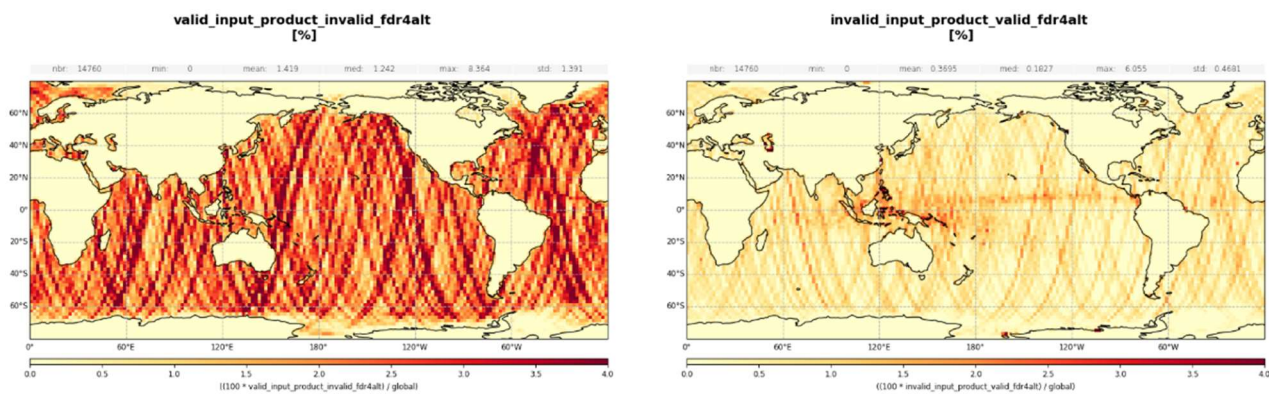 valid_input_product_invalid_fdr4alt
[%]
nbr: 14760 min: 0 mean: 1.419 med: 1.242 max: 8.364 std: 1.391
60°N
40°N
20°N
0°
20°S
40°S
60°S
0° 60°E 120°E 180° 120°W 60°W
0.0 0.5 1.0 1.5 2.0 2.5 3.0 3.5 4.0
((100 * valid_input_product_invalid_fdr4alt) / global)
invalid_input_product_valid_fdr4alt
[%]
nbr: 14760 min: 0 mean: 0.3695 med: 0.1827 max: 6.055 std: 0.4681
60°N
40°N
20°N
0°
20°S
40°S
60°S
0° 60°E 120°E 180° 120°W 60°W
0.0 0.5 1.0 1.5 2.0 2.5 3.0 3.5 4.0
((100 * invalid_input_product_valid_fdr4alt) / global)